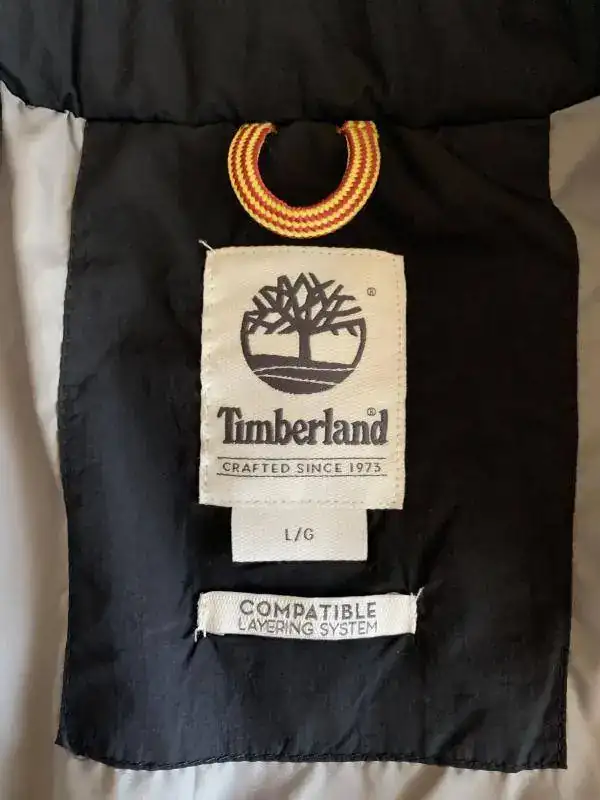 ®
Timberland®
CRAFTED SINCE 1973
L/G
COMPATIBLE
LAYERING SYSTEM